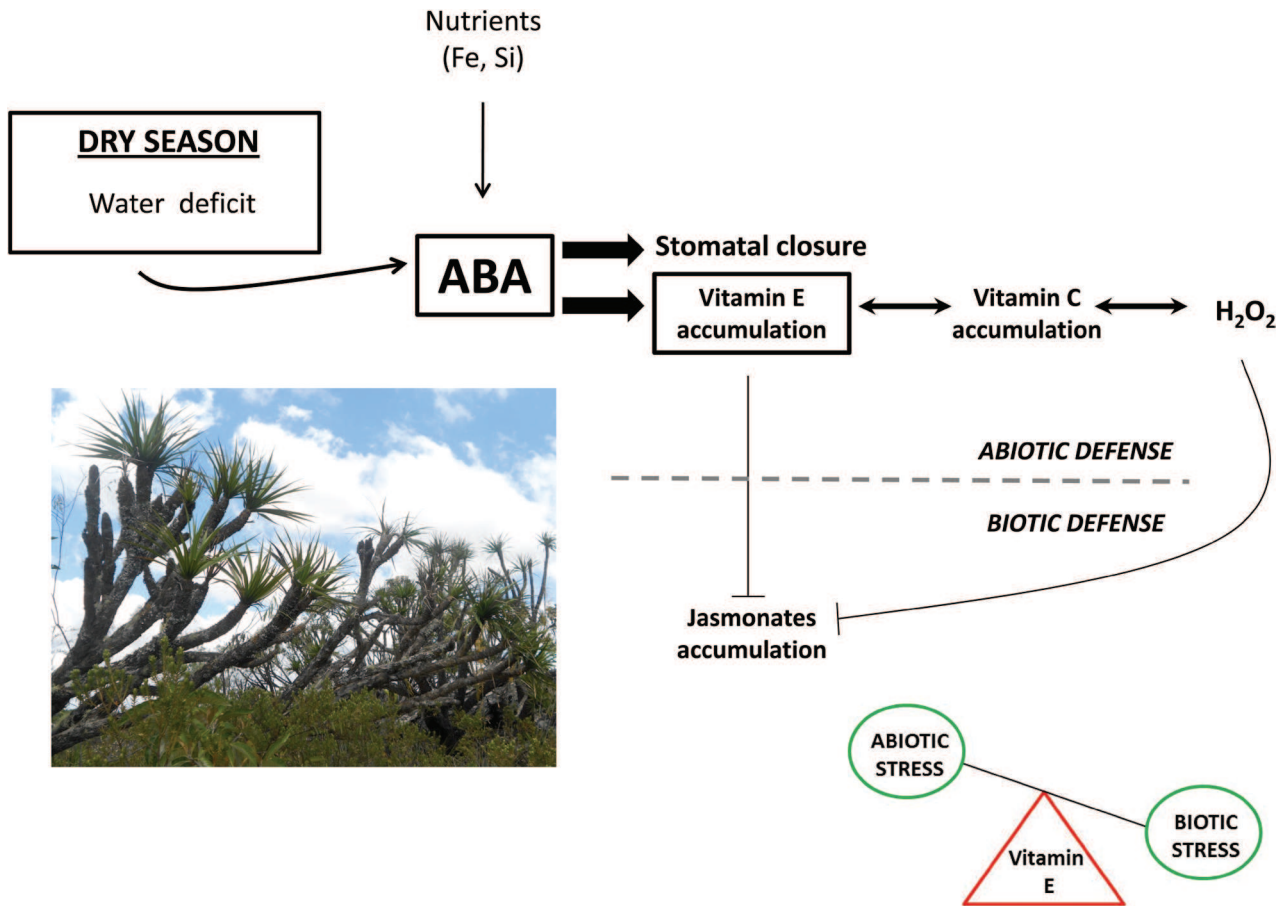 Nutrients
(Fe, Si)
DRY SEASON
Water deficit
ABA
Stomatal closure
Vitamin E
accumulation
Vitamin C
accumulation
H₂O₂
ABIOTIC DEFENSE
BIOTIC DEFENSE
Jasmonates
accumulation
ABIOTIC
STRESS
BIOTIC
STRESS
Vitamin
E